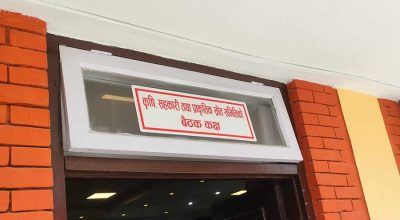 कृषि, सहकारी तथा प्राकृतिक स्रोत समितिको
बैठक कक्ष